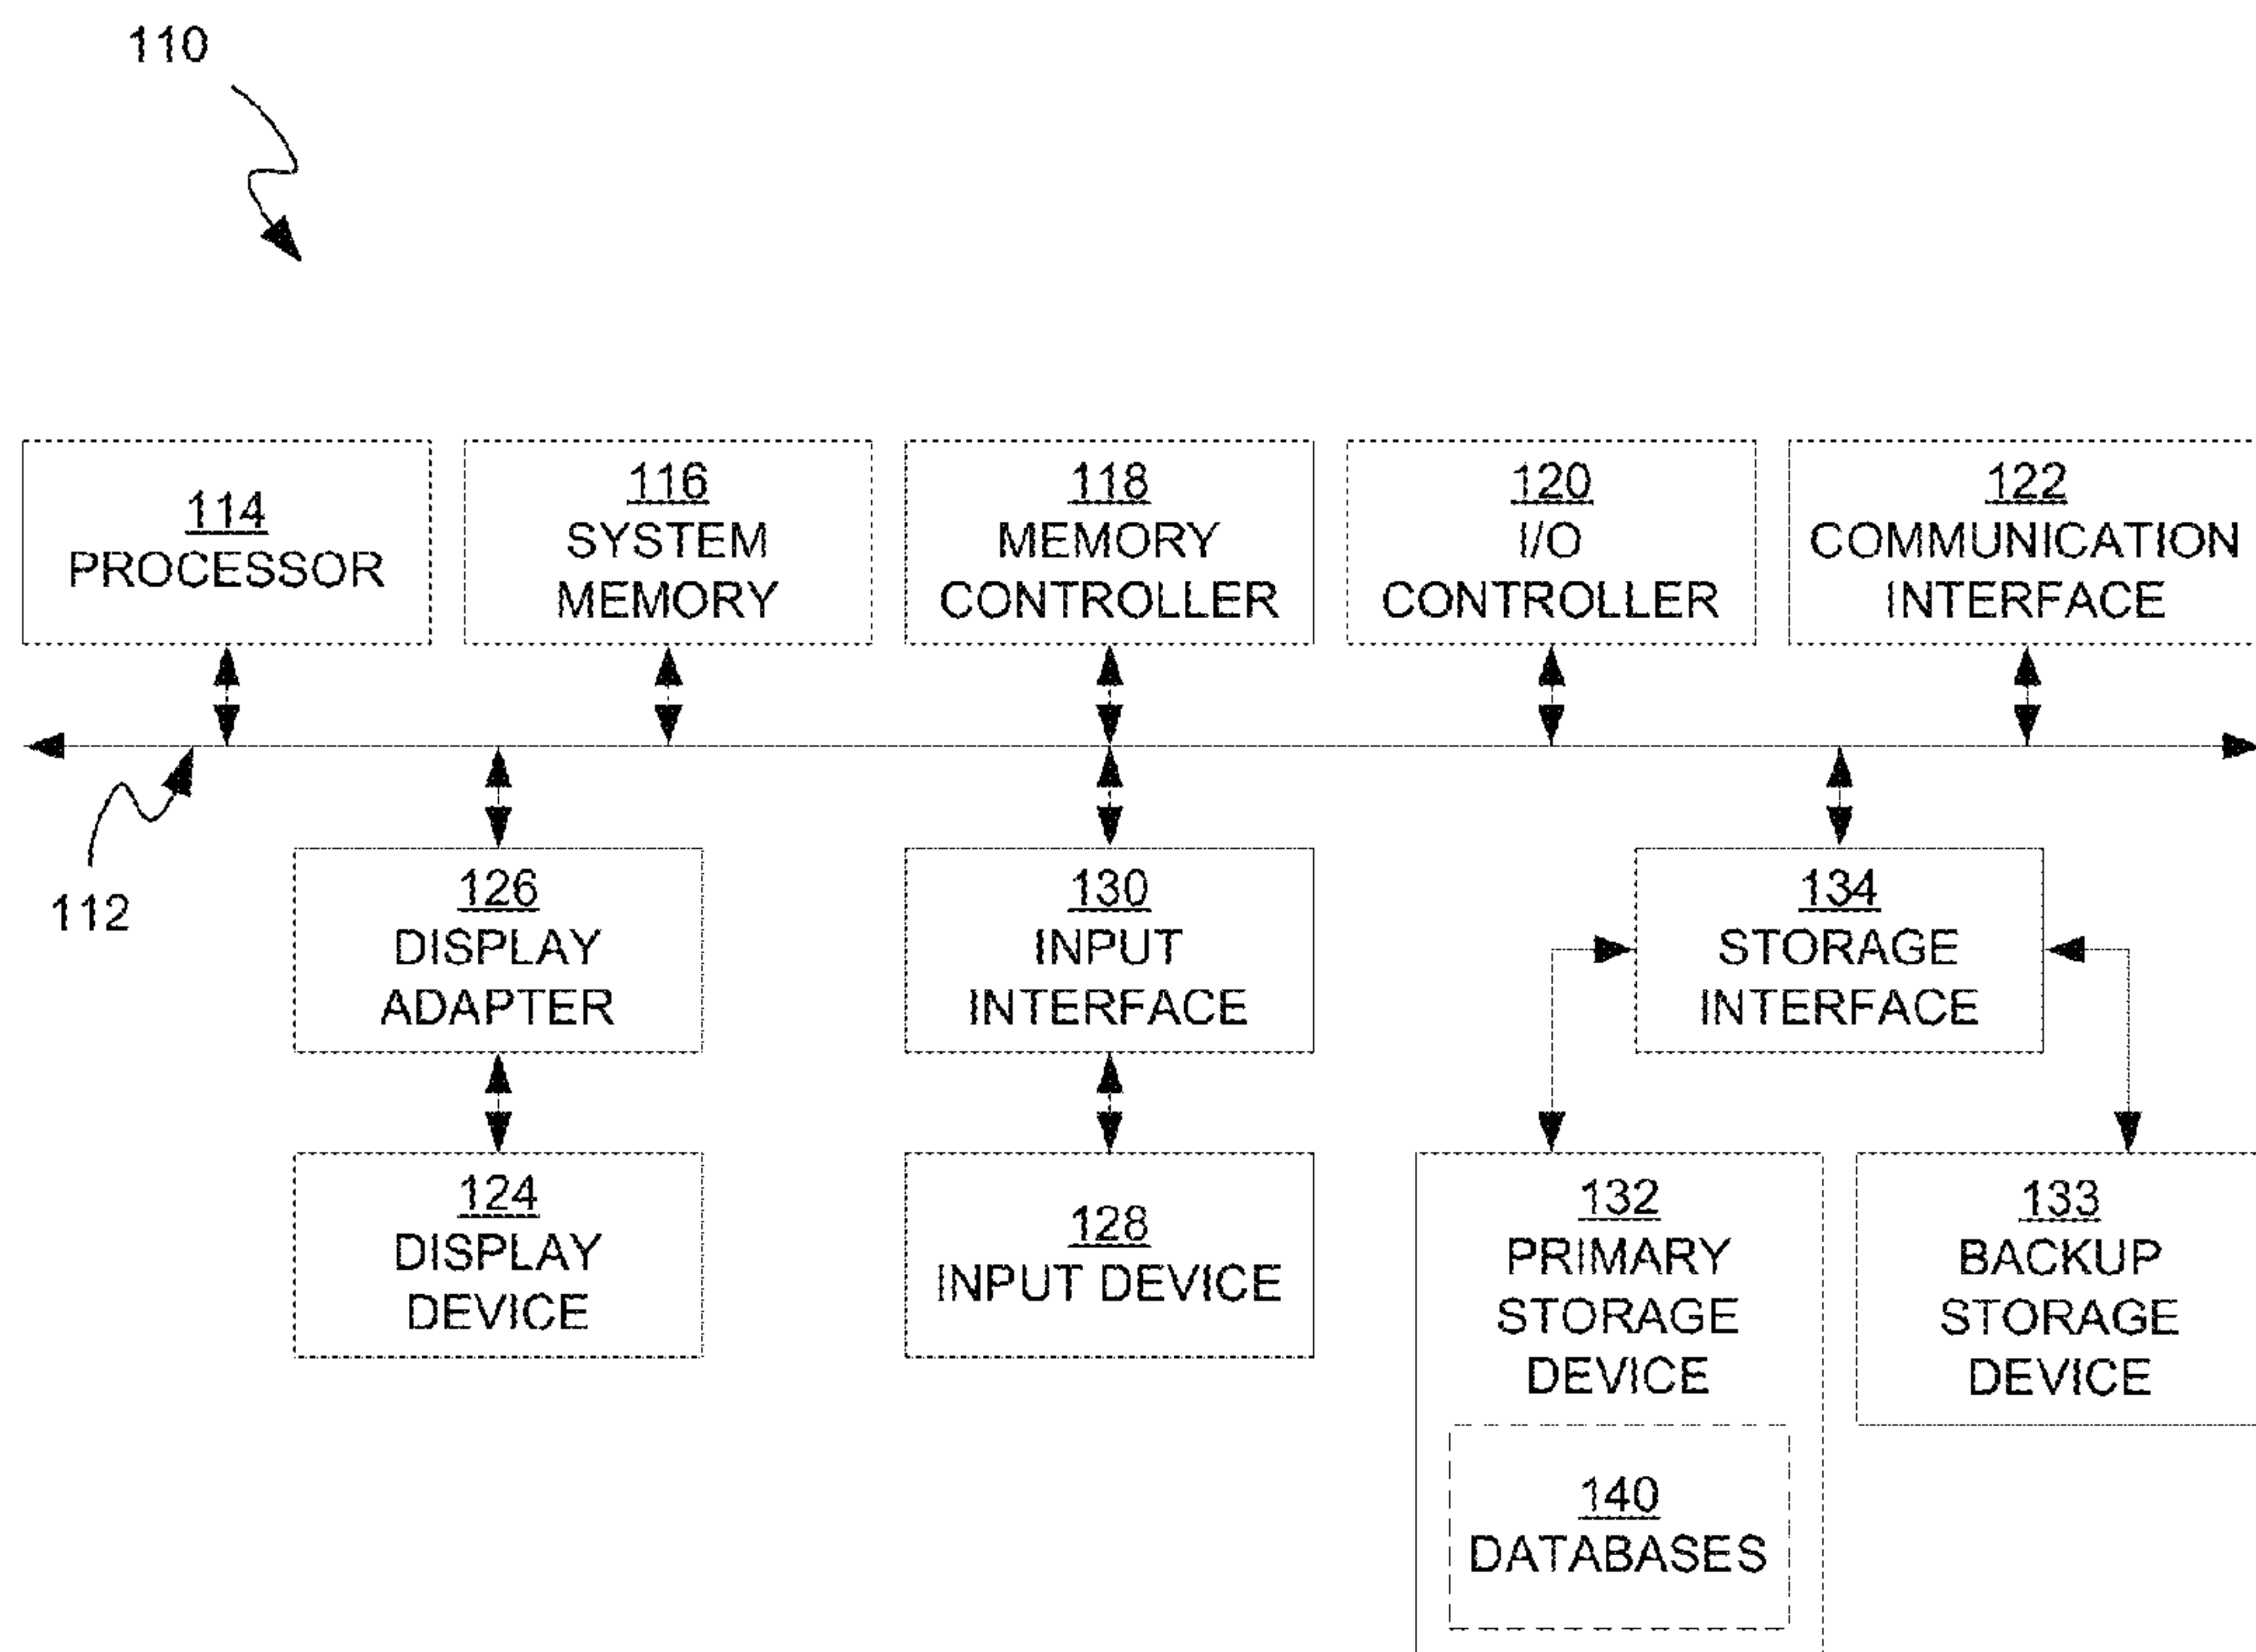 110
114
PROCESSOR
116
SYSTEM
MEMORY
118
MEMORY
CONTROLLER
120
I/O
CONTROLLER
122
COMMUNICATION
INTERFACE
112
126
DISPLAY
ADAPTER
130
INPUT
INTERFACE
134
STORAGE
INTERFACE
124
DISPLAY
DEVICE
128
INPUT DEVICE
132
PRIMARY
STORAGE
DEVICE
140
DATABASES
133
BACKUP
STORAGE
DEVICE